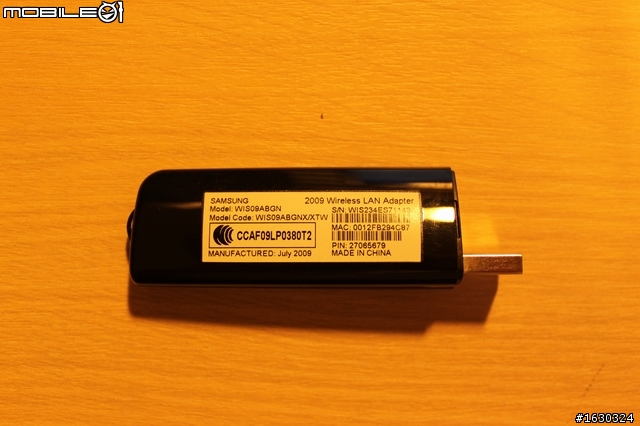 MOBILE01
SAMSUNG
2009 Wireless LAN Adapter
Model: WIS09ABGN
Model Code: WIS09ABGNX/XTW
CCAF09LP0380T2
MANUFACTURED: July 2009
S/N:
MAC: 0012FB294C87
PIN: 27065679
MADE IN CHINA
#1630324